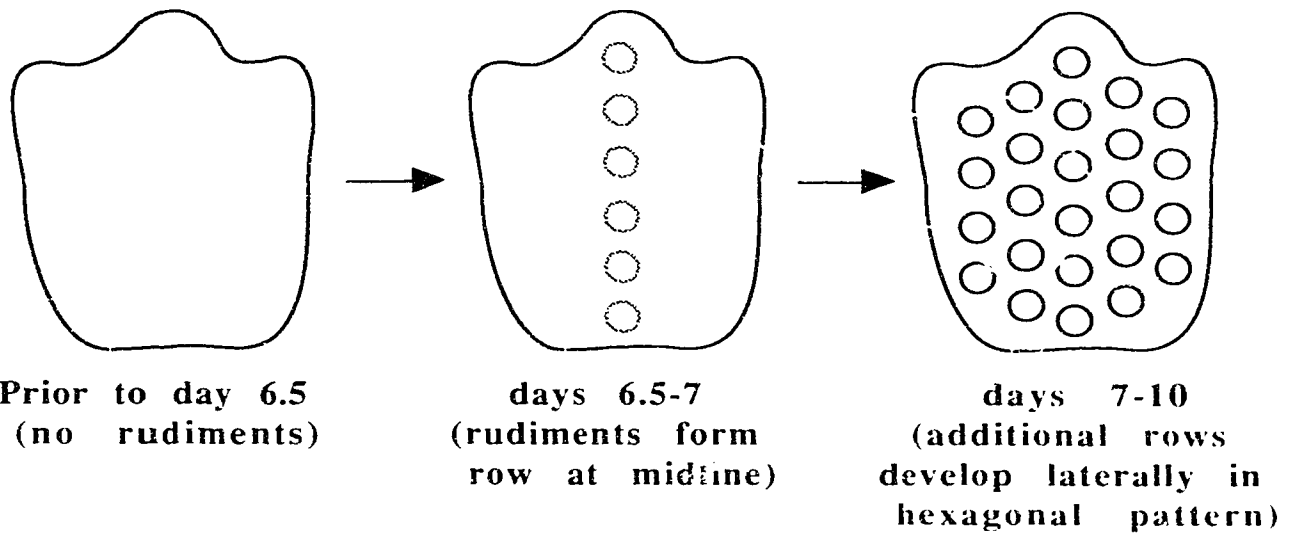 Prior to day 6.5
(no rudiments)
days 6.5-7
(rudiments form
row at midline)
days 7-10
(additional rows
develop laterally in
hexagonal pattern)